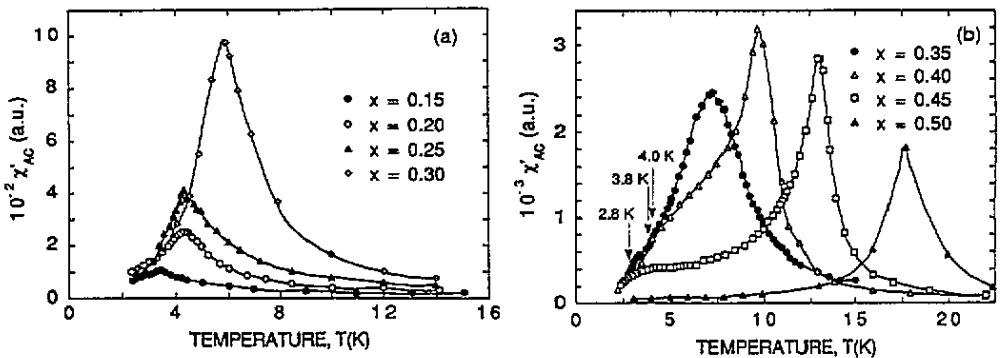 (a)
10⁻² χ'AC (a.u.)
10
8
6
4
2
0
0
4
8
12
16
TEMPERATURE, T(K)
x = 0.15
x = 0.20
x = 0.25
x = 0.30
(b)
10⁻³ χ'AC (a.u.)
3
2
1
0
0
5
10
15
20
TEMPERATURE, T(K)
x = 0.35
x = 0.40
x = 0.45
x = 0.50
4.0 K
3.8 K
2.8 K